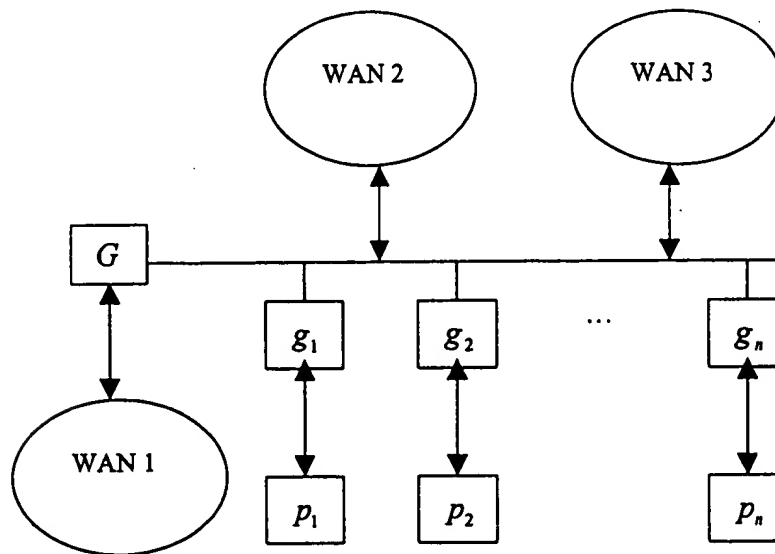 WAN 2
WAN 3
G
g₁
g₂
...
gₙ
WAN 1
p₁
p₂
pₙ